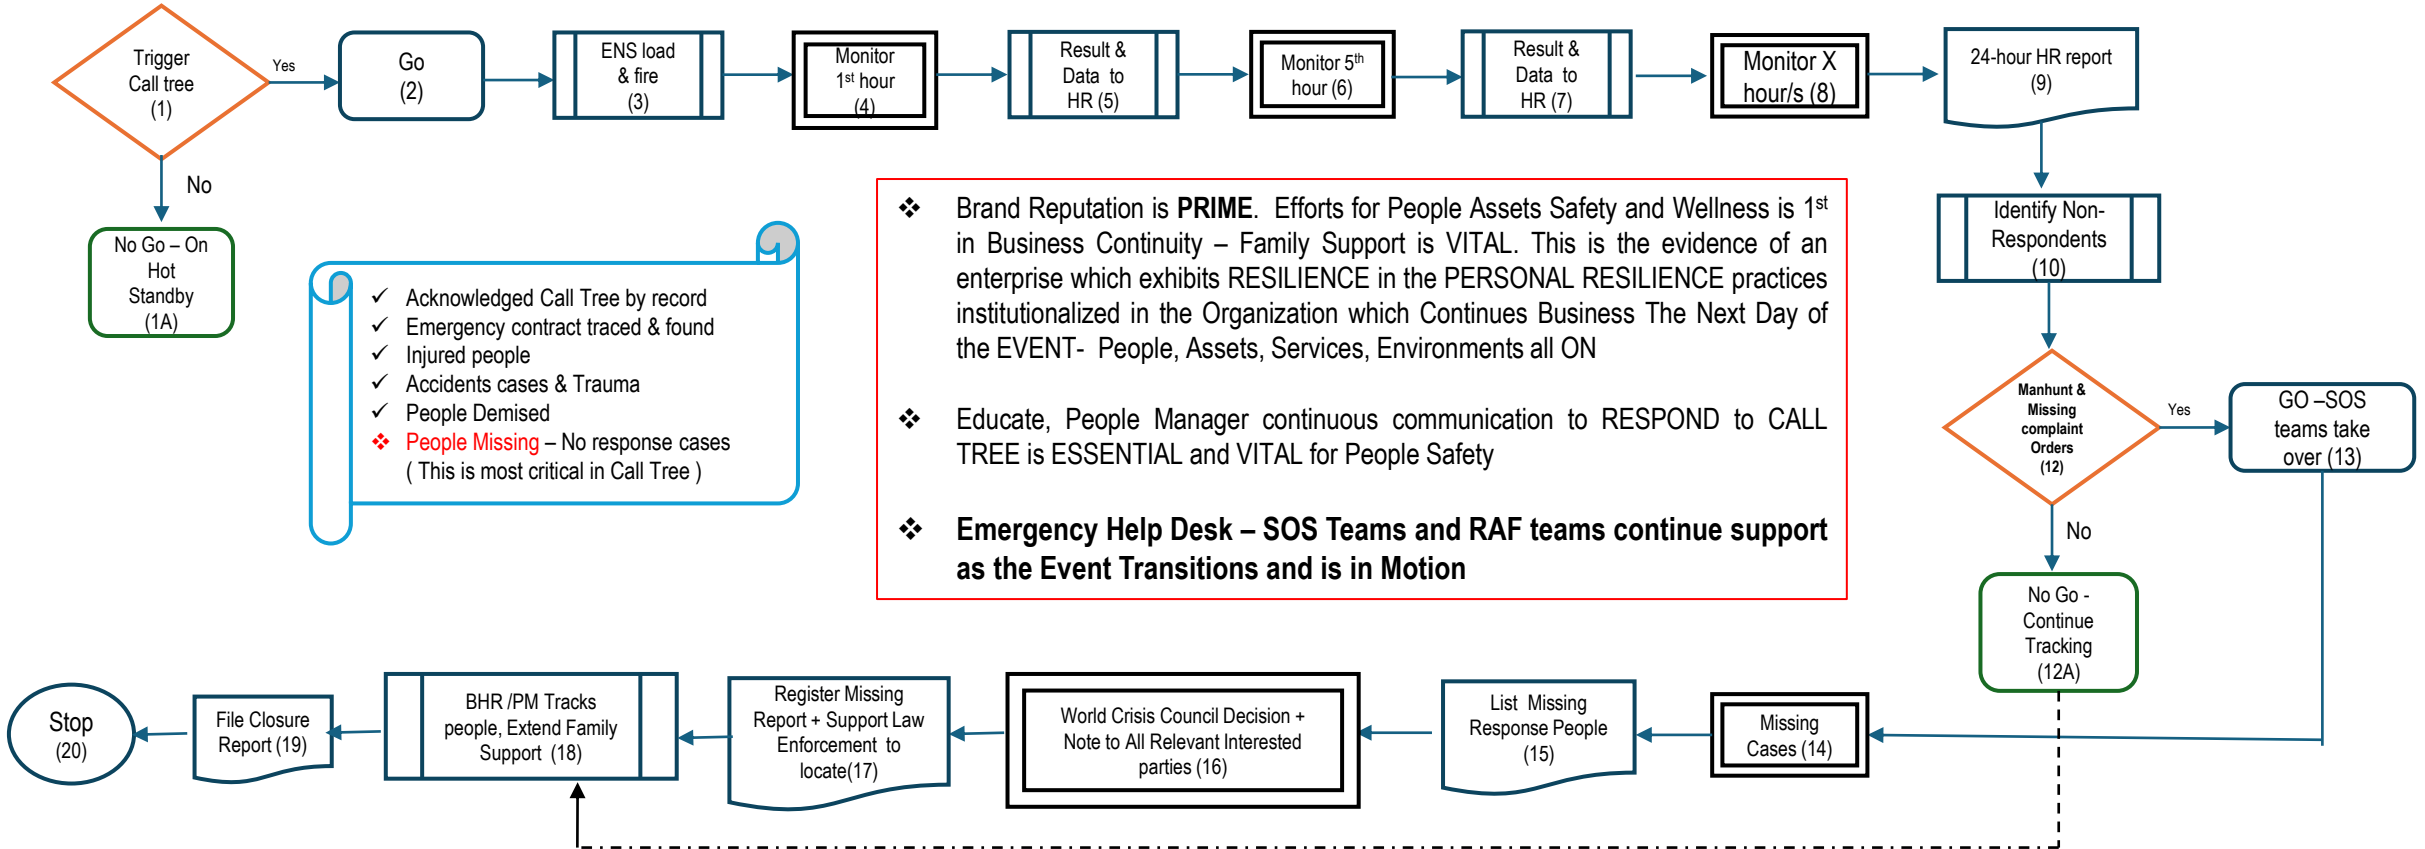 Trigger
Call tree
(1)
Yes
Go
(2)
ENS load
& fire
(3)
Monitor
1st hour
(4)
Result &
Data to
HR (5)
Monitor 5th
hour (6)
Result &
Data to
HR (7)
Monitor X
hour/s (8)
24-hour HR report
(9)
No
No Go – On
Hot
Standby
(1A)
✓ Acknowledged Call Tree by record
✓ Emergency contract traced & found
✓ Injured people
✓ Accidents cases & Trauma
✓ People Demised
❖ People Missing – No response cases
( This is most critical in Call Tree )
❖ Brand Reputation is PRIME. Efforts for People Assets Safety and Wellness is 1st
in Business Continuity – Family Support is VITAL. This is the evidence of an
enterprise which exhibits RESILIENCE in the PERSONAL RESILIENCE practices
institutionalized in the Organization which Continues Business The Next Day of
the EVENT- People, Assets, Services, Environments all ON
❖ Educate, People Manager continuous communication to RESPOND to CALL
TREE is ESSENTIAL and VITAL for People Safety
❖ Emergency Help Desk – SOS Teams and RAF teams continue support
as the Event Transitions and is in Motion
Identify Non-
Respondents
(10)
Manhunt &
Missing
complaint
Orders
(12)
Yes
GO –SOS
teams take
over (13)
No
No Go -
Continue
Tracking
(12A)
Missing
Cases (14)
List Missing
Response People
(15)
World Crisis Council Decision +
Note to All Relevant Interested
parties (16)
Register Missing
Report + Support Law
Enforcement to
locate(17)
BHR /PM Tracks
people, Extend Family
Support (18)
File Closure
Report (19)
Stop
(20)